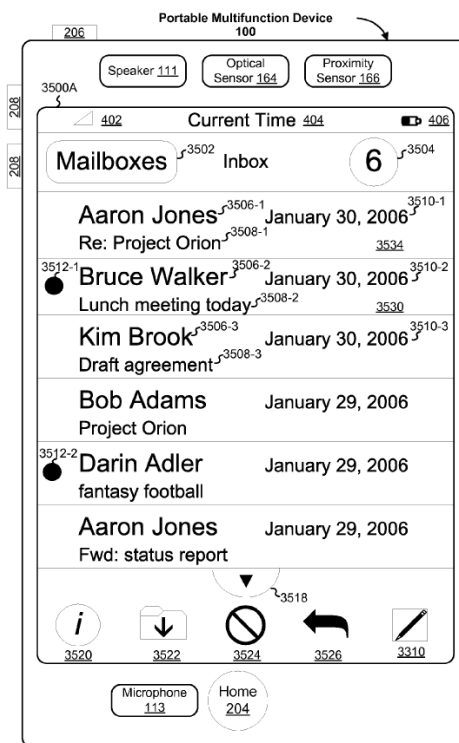 Portable Multifunction Device
206 100
Speaker 111 Optical Sensor 164 Proximity Sensor 166
208
3500A
402 Current Time 404 406
208
Mailboxes 3502 Inbox 6 3504
Aaron Jones 3506-1 January 30, 2006 3510-1
Re: Project Orion 3508-1 3534
3512-1 Bruce Walker 3506-2 January 30, 2006 3510-2
Lunch meeting today 3508-2 3530
Kim Brook 3506-3 January 30, 2006 3510-3
Draft agreement 3508-3
Bob Adams January 29, 2006
Project Orion
3512-2 Darin Adler January 29, 2006
fantasy football
Aaron Jones January 29, 2006
Fwd: status report
3518
i
3520 3522 3524 3526 3310
Microphone 113 Home 204